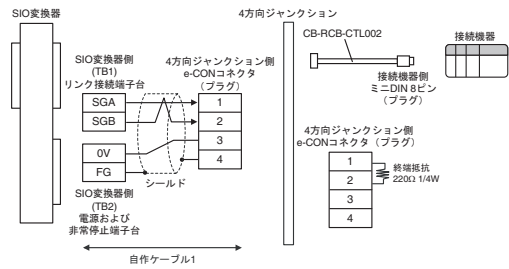 SIO変換器
SIO変換器側
(TB1)
リンク接続端子台
SGA
SGB
0V
FG
SIO変換器側
(TB2)
電源および
非常停止端子台
シールド
4方向ジャンクション側
e-CONコネクタ
(プラグ)
1
2
3
4
自作ケーブル1
4方向ジャンクション
CB-RCB-CTL002
接続機器側
ミニDIN 8ピン
(プラグ)
接続機器
4方向ジャンクション側
e-CONコネクタ(プラグ)
1
2
3
4
終端抵抗
220Ω 1/4W